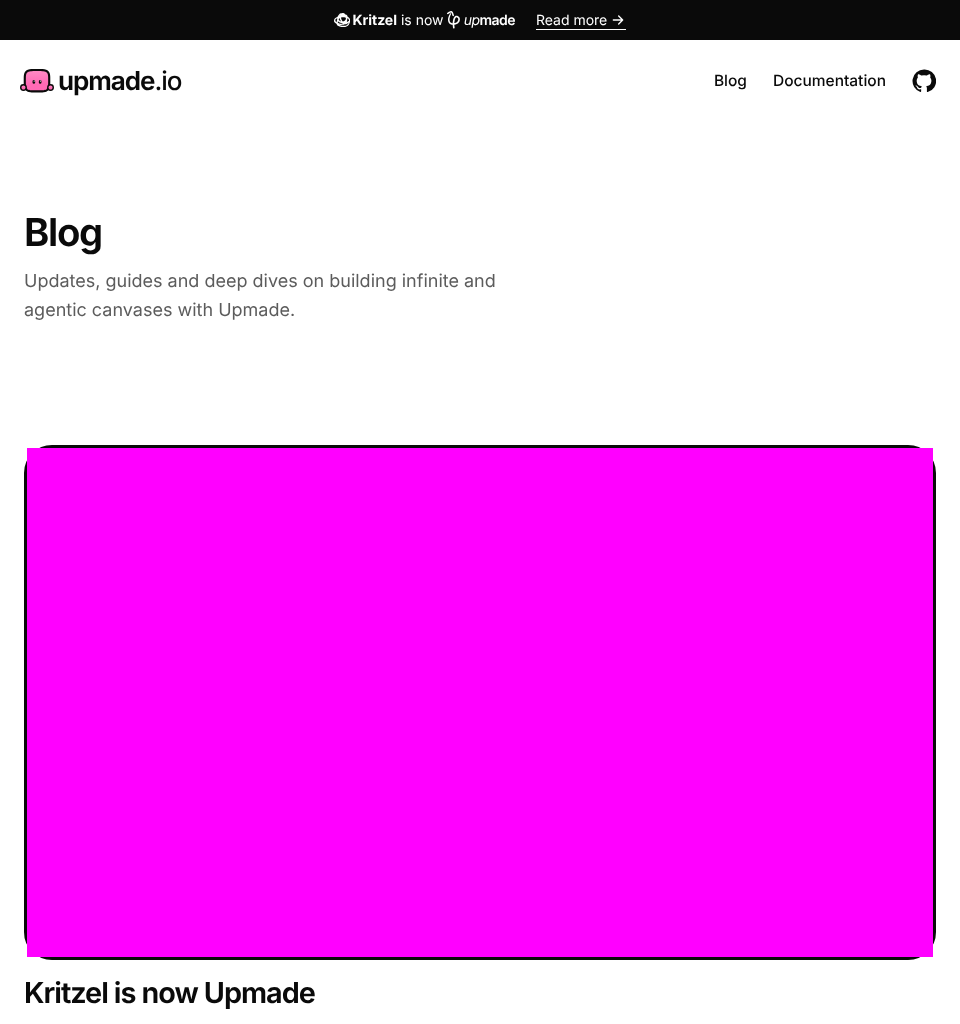 Kritzel is now upmade Read more →
upmade.io
Blog Documentation
Blog
Updates, guides and deep dives on building infinite and
agentic canvases with Upmade.
Kritzel is now Upmade